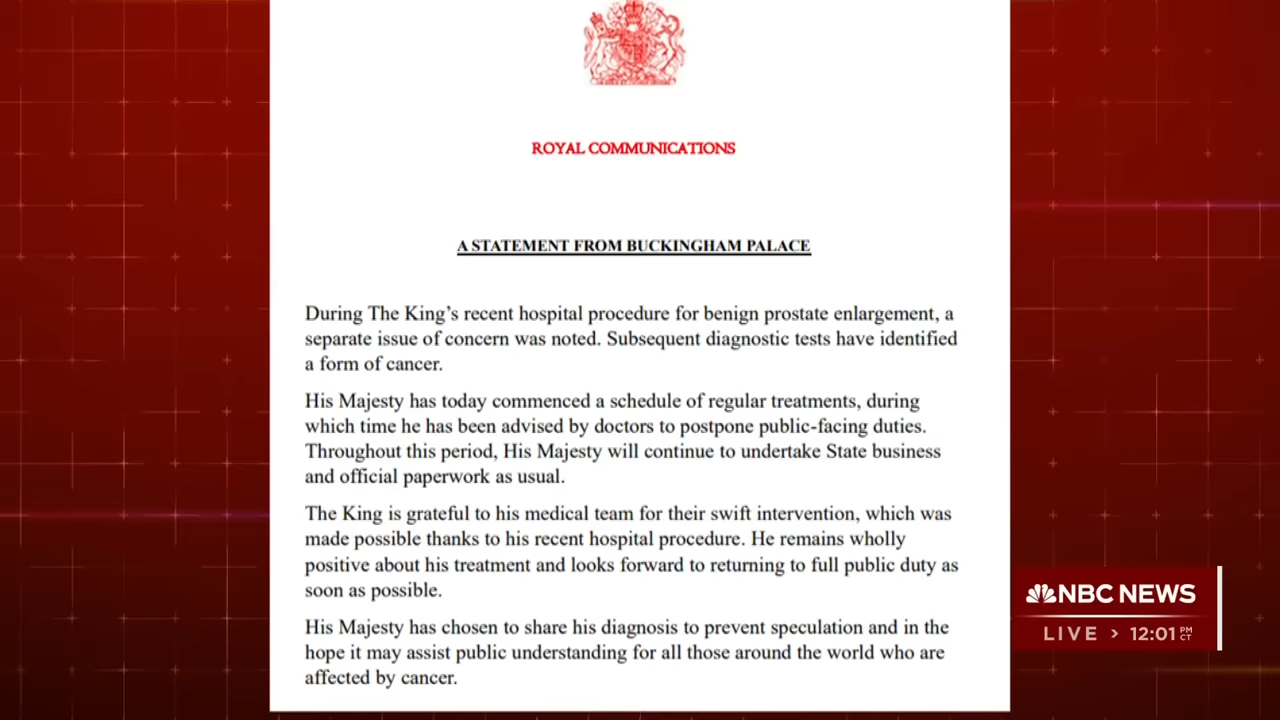 ROYAL COMMUNICATIONS
A STATEMENT FROM BUCKINGHAM PALACE
During The King’s recent hospital procedure for benign prostate enlargement, a
separate issue of concern was noted. Subsequent diagnostic tests have identified
a form of cancer.
His Majesty has today commenced a schedule of regular treatments, during
which time he has been advised by doctors to postpone public-facing duties.
Throughout this period, His Majesty will continue to undertake State business
and official paperwork as usual.
The King is grateful to his medical team for their swift intervention, which was
made possible thanks to his recent hospital procedure. He remains wholly
positive about his treatment and looks forward to returning to full public duty as
soon as possible.
His Majesty has chosen to share his diagnosis to prevent speculation and in the
hope it may assist public understanding for all those around the world who are
affected by cancer.
NBC NEWS
LIVE > 12:01 PM CT